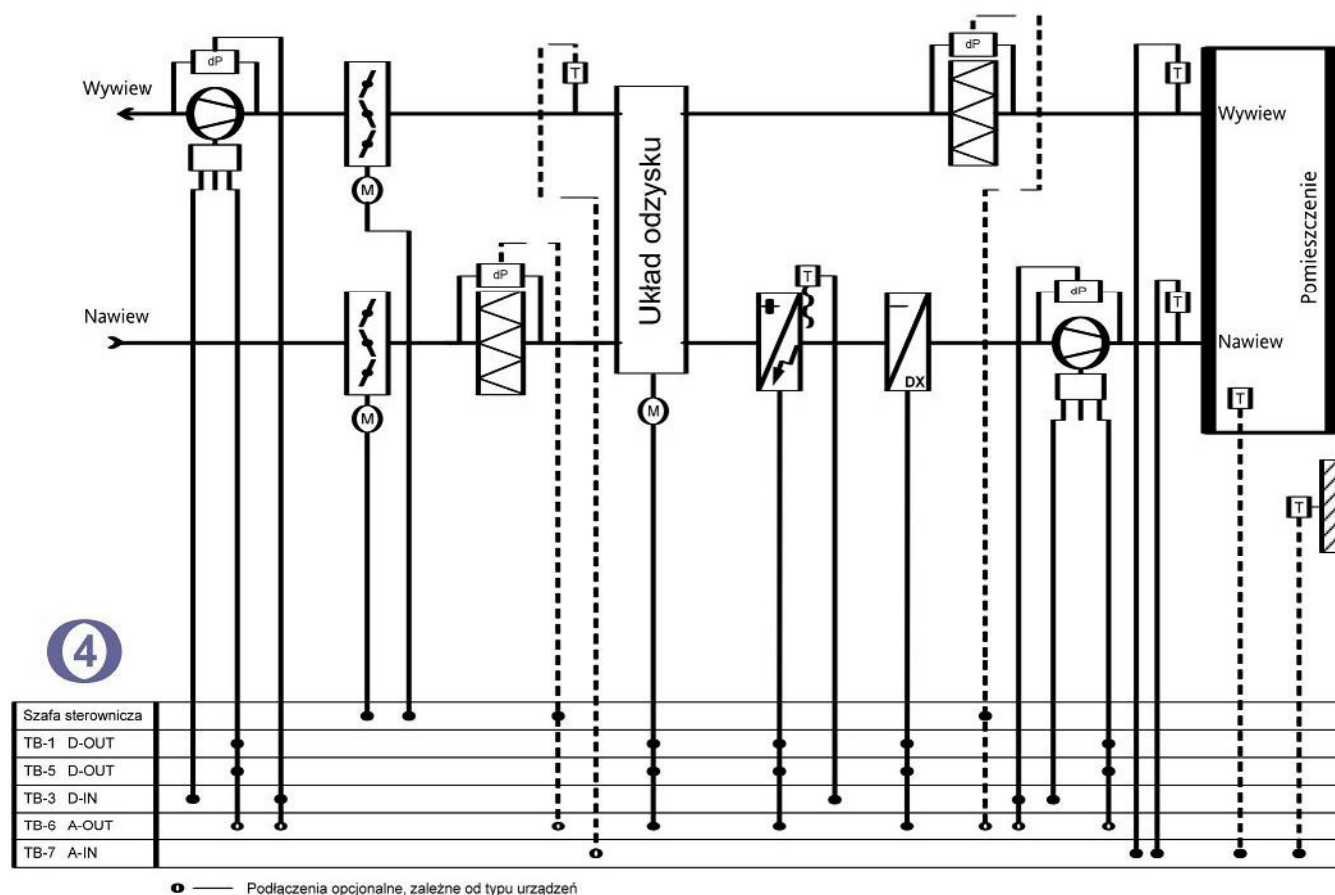 dP
dP
T
T
Wywiew
Wywiew
M
Układ odzysku
Pomieszczenie
dP
T
dP
T
Nawiew
Nawiew
DX
M
M
T
T
4
Szafa sterownicza
TB-1 D-OUT
TB-5 D-OUT
TB-3 D-IN
TB-6 A-OUT
TB-7 A-IN
Podłączenia opcjonalne, zależne od typu urządzeń